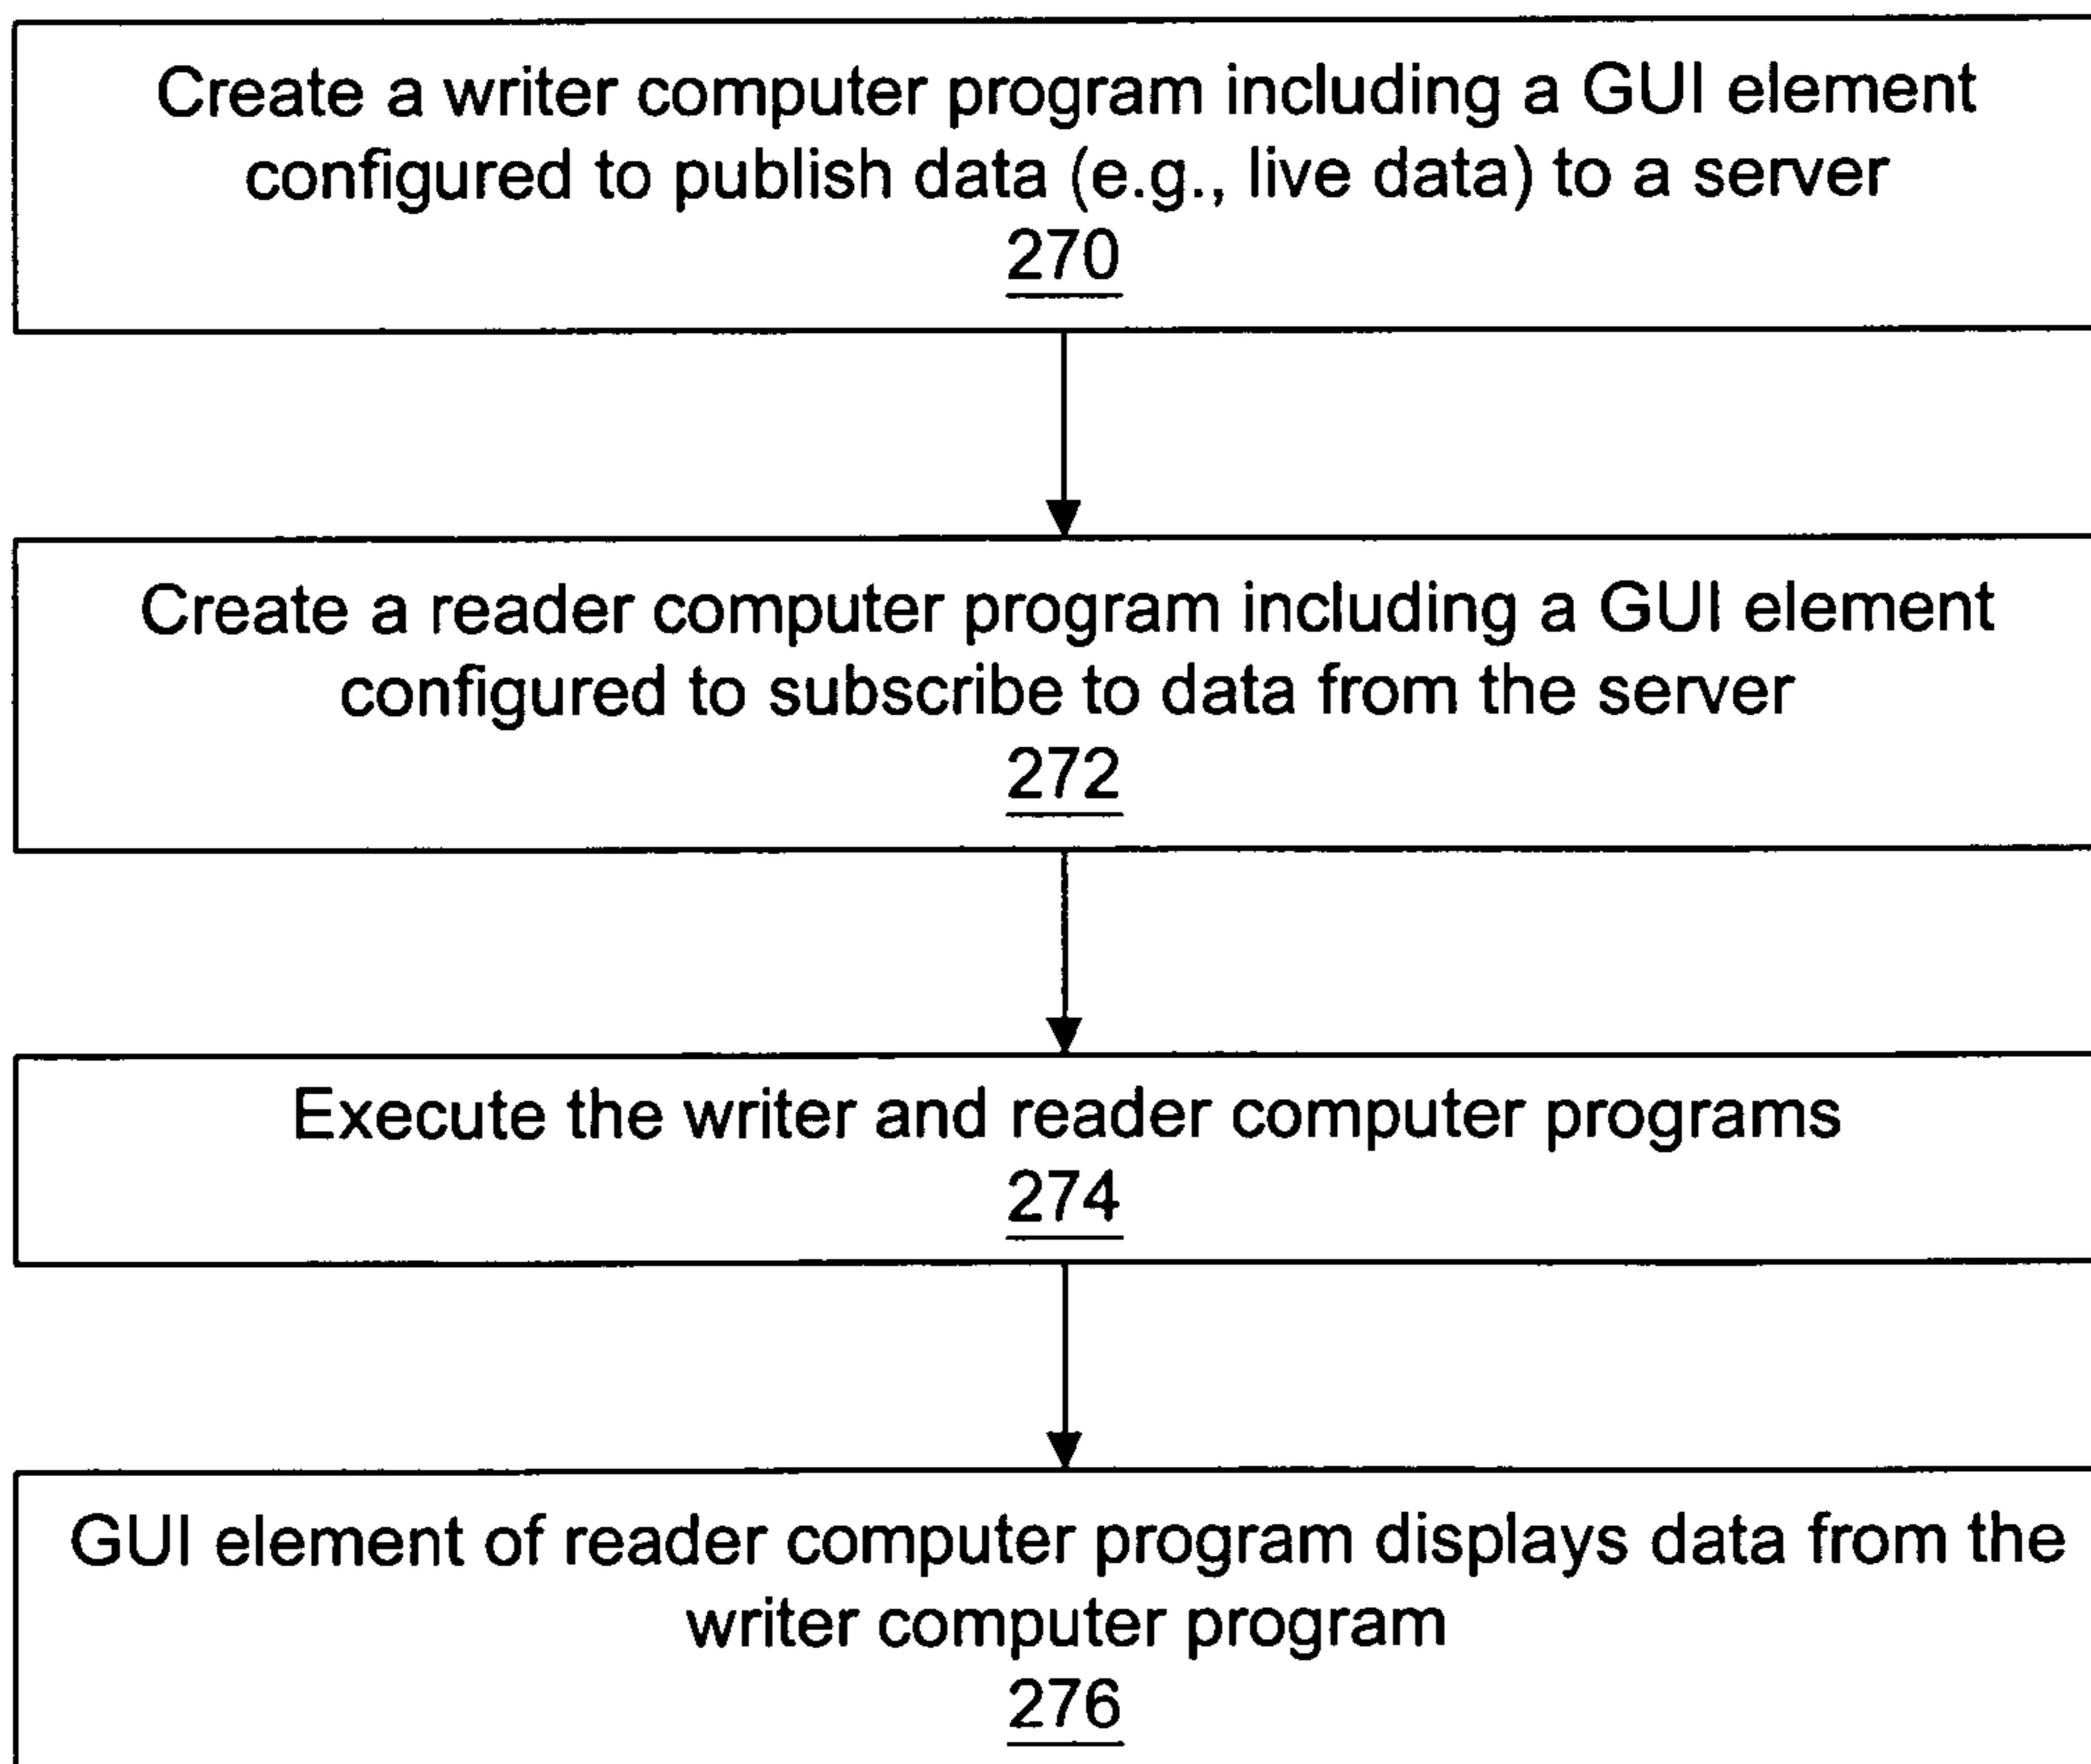 Create a writer computer program including a GUI element
configured to publish data (e.g., live data) to a server
270
Create a reader computer program including a GUI element
configured to subscribe to data from the server
272
Execute the writer and reader computer programs
274
GUI element of reader computer program displays data from the
writer computer program
276